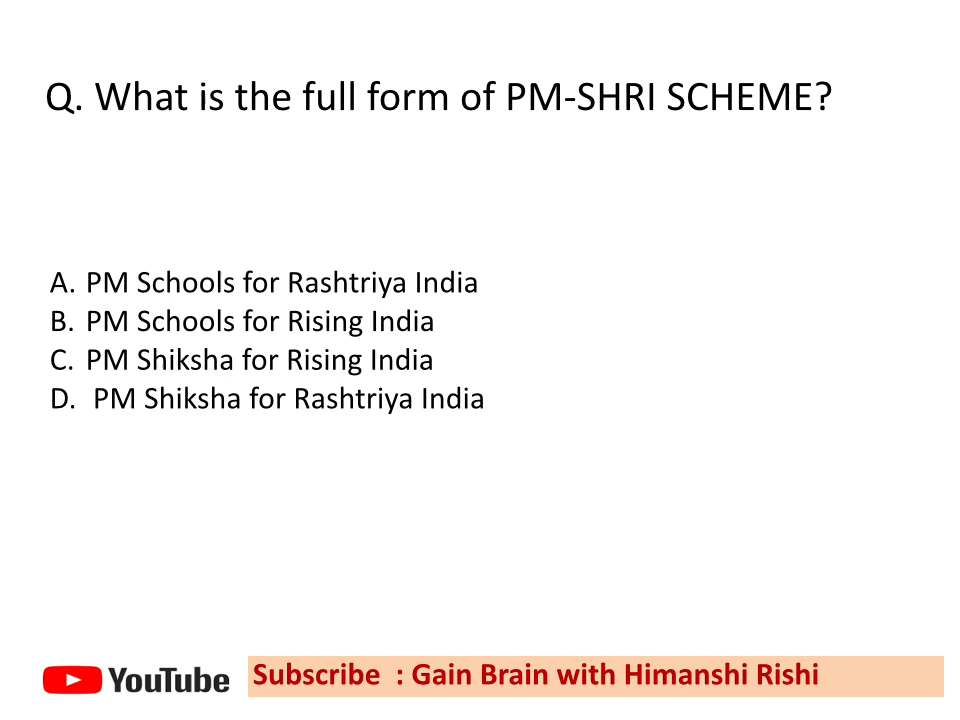 Q. What is the full form of PM-SHRI SCHEME?
A. PM Schools for Rashtriya India
B. PM Schools for Rising India
C. PM Shiksha for Rising India
D. PM Shiksha for Rashtriya India
YouTube
Subscribe : Gain Brain with Himanshi Rishi